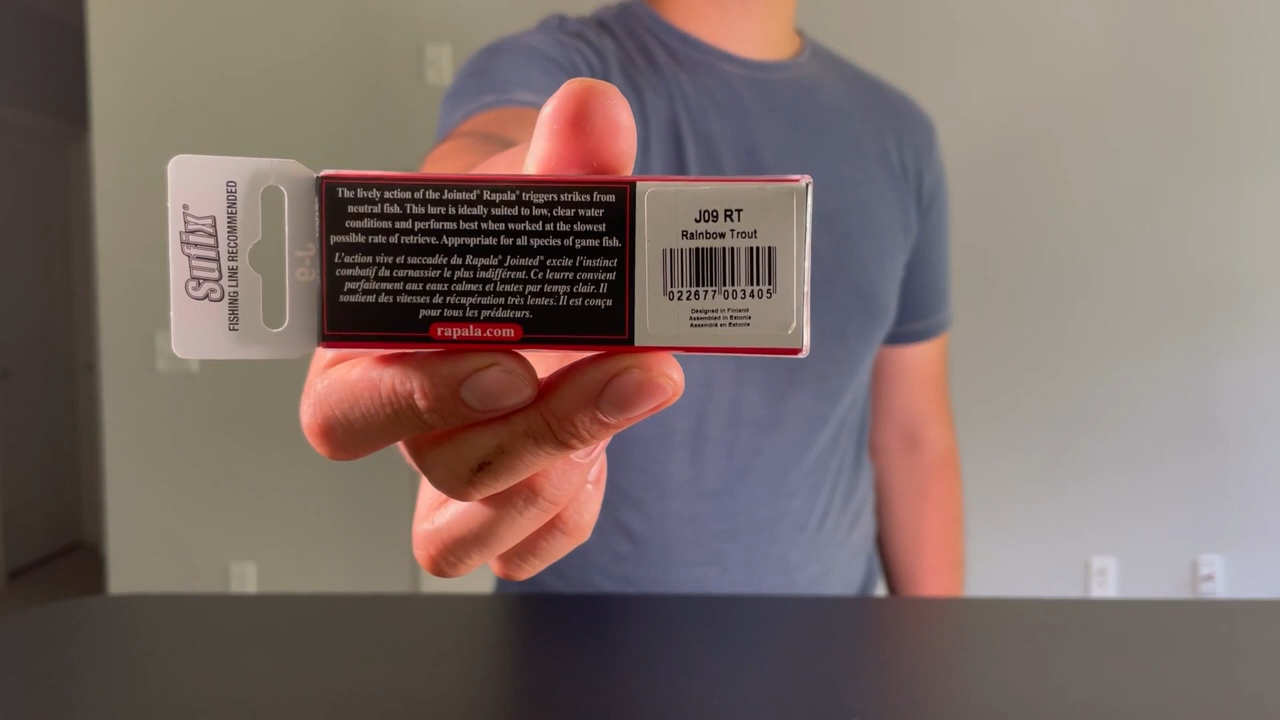 Sufix®
FISHING LINE RECOMMENDED
J-9
The lively action of the Jointed® Rapala® triggers strikes from
neutral fish. This lure is ideally suited to low, clear water
conditions and performs best when worked at the slowest
possible rate of retrieve. Appropriate for all species of game fish.
L'action vive et saccadée du Rapala® Jointed® excite l'instinct
combatif du carnassier le plus indifférent. Ce leurre convient
parfaitement aux eaux calmes et lentes par temps clair. Il
soutient des vitesses de récupération très lentes. Il est conçu
pour tous les prédateurs.
rapala.com
J09 RT
Rainbow Trout
022677 003405
Designed in Finland
Assembled in Estonia
Assemblé en Estonie